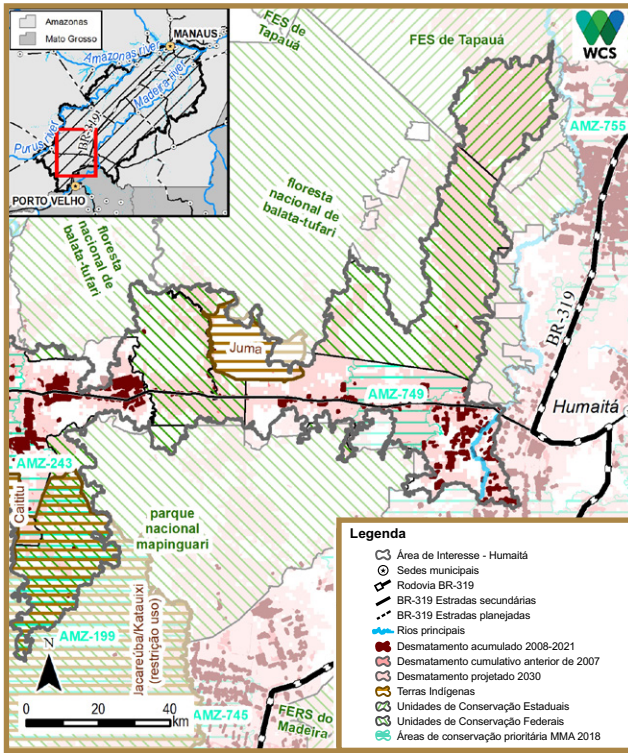 Amazonas
Mato Grosso
MANAUS
Amazonas rive
Madeira rive
Purus river
BR-319
PORTO VELHO
WCS
FES de
Tapauá
FES de Tapauá
AMZ-755
floresta
nacional de
balata-tufari
floresta
nacional de
balata-tufari
BR-319
Juma
AMZ-749
Humaitá
AMZ-243
Caititu
parque
nacional
mapinguari
Jacareuba/Katauixi
(restrição uso)
AMZ-199
N
0 10 20 40
km
AMZ-745
FERS do
Madeira
Legenda
Área de Interesse - Humaitá
Sedes municipais
Rodovia BR-319
BR-319 Estradas secundárias
BR-319 Estradas planejadas
Rios principais
Desmatamento acumulado 2008-2021
Desmatamento cumulativo anterior de 2007
Desmatamento projetado 2030
Terras Indígenas
Unidades de Conservação Estaduais
Unidades de Conservação Federais
Áreas de conservação prioritária MMA 2018